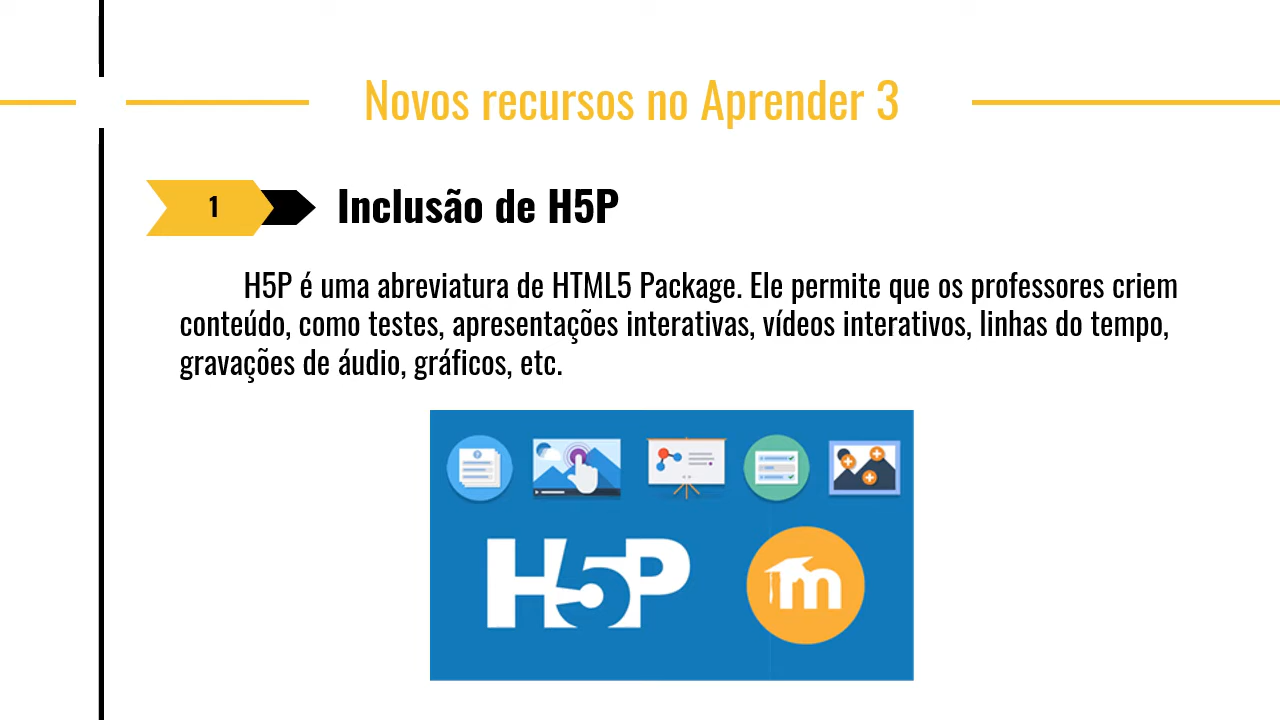 Novos recursos no Aprender 3
1
Inclusão de H5P
H5P é uma abreviatura de HTML5 Package. Ele permite que os professores criem
conteúdo, como testes, apresentações interativas, vídeos interativos, linhas do tempo,
gravações de áudio, gráficos, etc.
H5P
m